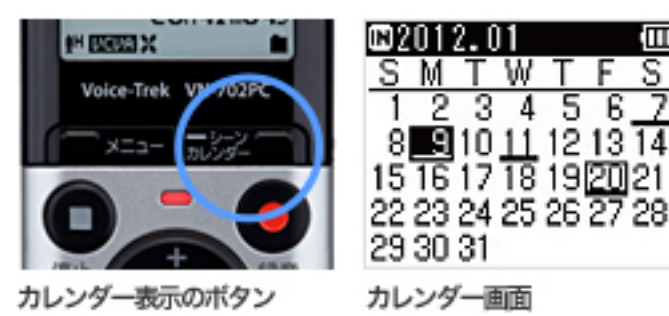 Voice-Trek VN-702PC
メニュー
シーン
カレンダー
カレンダー表示のボタン
IN 2012.01
S M T W T F S
1 2 3 4 5 6 7
8 9 10 11 12 13 14
15 16 17 18 19 20 21
22 23 24 25 26 27 28
29 30 31
カレンダー画面